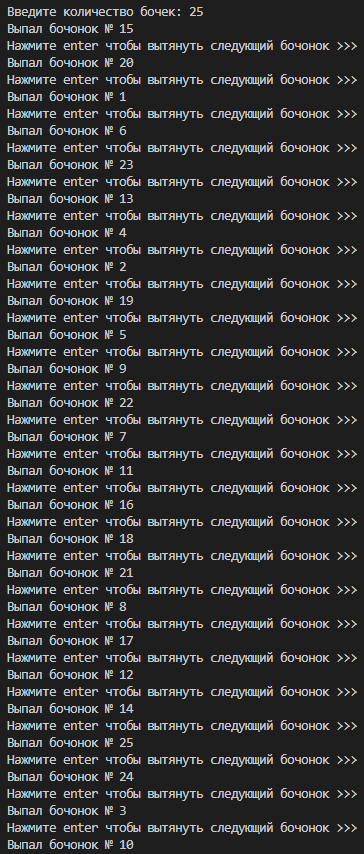 Введите количество бочек: 25
Выпал бочонок № 15
Нажмите enter чтобы вытянуть следующий бочонок >>>
Выпал бочонок № 20
Нажмите enter чтобы вытянуть следующий бочонок >>>
Выпал бочонок № 1
Нажмите enter чтобы вытянуть следующий бочонок >>>
Выпал бочонок № 6
Нажмите enter чтобы вытянуть следующий бочонок >>>
Выпал бочонок № 23
Нажмите enter чтобы вытянуть следующий бочонок >>>
Выпал бочонок № 13
Нажмите enter чтобы вытянуть следующий бочонок >>>
Выпал бочонок № 4
Нажмите enter чтобы вытянуть следующий бочонок >>>
Выпал бочонок № 2
Нажмите enter чтобы вытянуть следующий бочонок >>>
Выпал бочонок № 19
Нажмите enter чтобы вытянуть следующий бочонок >>>
Выпал бочонок № 5
Нажмите enter чтобы вытянуть следующий бочонок >>>
Выпал бочонок № 9
Нажмите enter чтобы вытянуть следующий бочонок >>>
Выпал бочонок № 22
Нажмите enter чтобы вытянуть следующий бочонок >>>
Выпал бочонок № 7
Нажмите enter чтобы вытянуть следующий бочонок >>>
Выпал бочонок № 11
Нажмите enter чтобы вытянуть следующий бочонок >>>
Выпал бочонок № 16
Нажмите enter чтобы вытянуть следующий бочонок >>>
Выпал бочонок № 18
Нажмите enter чтобы вытянуть следующий бочонок >>>
Выпал бочонок № 21
Нажмите enter чтобы вытянуть следующий бочонок >>>
Выпал бочонок № 8
Нажмите enter чтобы вытянуть следующий бочонок >>>
Выпал бочонок № 17
Нажмите enter чтобы вытянуть следующий бочонок >>>
Выпал бочонок № 12
Нажмите enter чтобы вытянуть следующий бочонок >>>
Выпал бочонок № 14
Нажмите enter чтобы вытянуть следующий бочонок >>>
Выпал бочонок № 25
Нажмите enter чтобы вытянуть следующий бочонок >>>
Выпал бочонок № 24
Нажмите enter чтобы вытянуть следующий бочонок >>>
Выпал бочонок № 3
Нажмите enter чтобы вытянуть следующий бочонок >>>
Выпал бочонок № 10